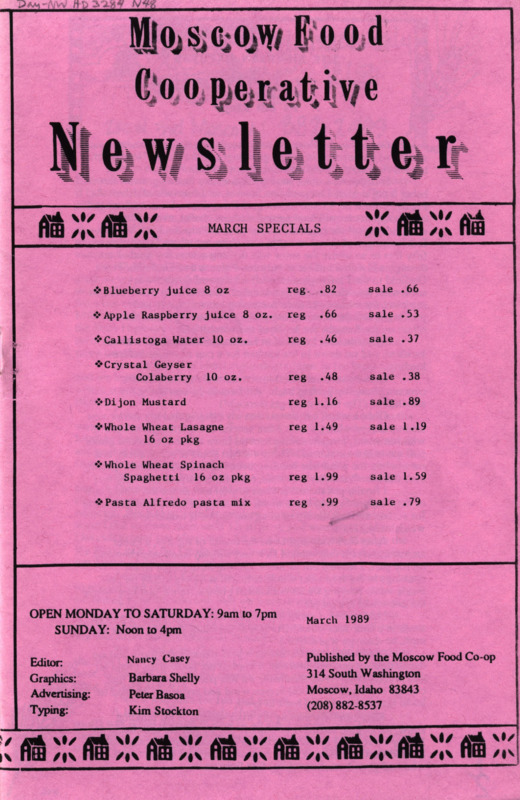 Day-NW HD 3284 N48
Moscow Food
Cooperative
Newsletter
MARCH SPECIALS
❖Blueberry juice 8 oz reg .82 sale .66
❖Apple Raspberry juice 8 oz. reg .66 sale .53
❖Callistoga Water 10 oz. reg .46 sale .37
❖Crystal Geyser
Colaberry 10 oz. reg .48 sale .38
❖Dijon Mustard reg 1.16 sale .89
❖Whole Wheat Lasagne reg 1.49 sale 1.19
16 oz pkg
❖Whole Wheat Spinach
Spaghetti 16 oz pkg reg 1.99 sale 1.59
❖Pasta Alfredo pasta mix reg .99 sale .79
OPEN MONDAY TO SATURDAY: 9am to 7pm
SUNDAY: Noon to 4pm
March 1989
Editor: Nancy Casey
Graphics: Barbara Shelly
Advertising: Peter Basoa
Typing: Kim Stockton
Published by the Moscow Food Co-op
314 South Washington
Moscow, Idaho 83843
(208) 882-8537